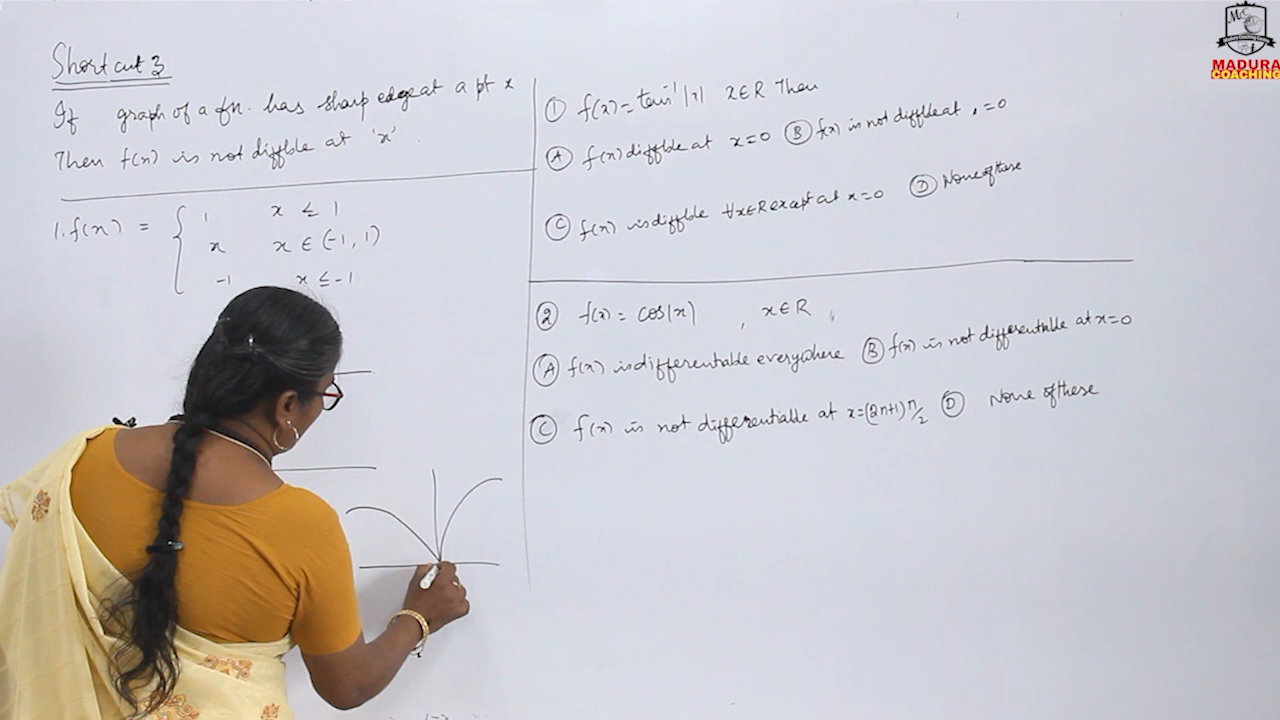 Shortcut 3
If graph of a fn. has sharp edge at a pt x
Then f(x) is not diffble at 'x'.
1. f(x) = { 1 x ≤ 1
x x ∈ (-1, 1)
-1 x ≤ -1
① f(x) = tan⁻¹|x| x∈R Then
Ⓐ f(x) diffble at x=0 Ⓑ f(x) is not diffble at , =0
Ⓒ f(x) is diffble ∀x∈R except at x=0 Ⓓ None of these
② f(x) = cos|x| , x∈R
Ⓐ f(x) is differentable everywhere Ⓑ f(x) is not differentiable at x=0
Ⓒ f(x) is not differentiable at x=(2n+1)π/2 Ⓓ None of these
MADURA
COACHING